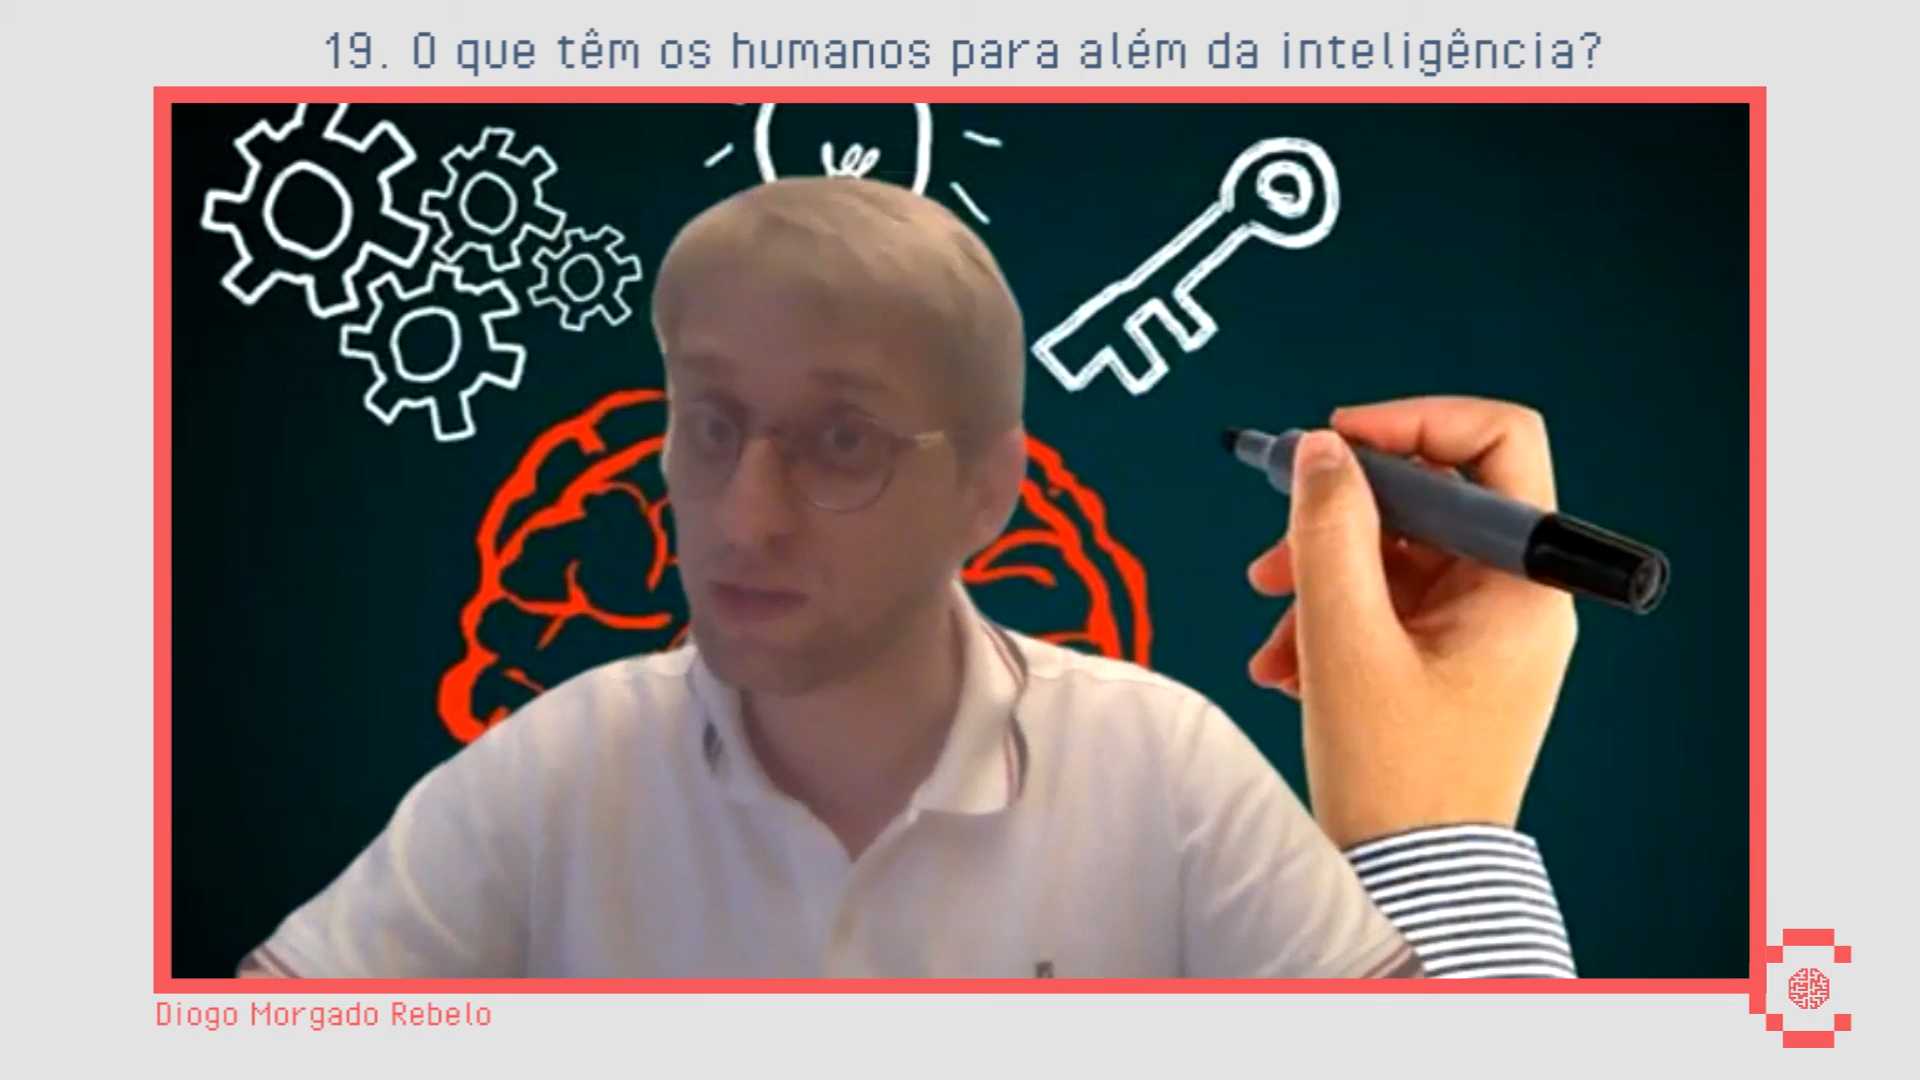 19. O que têm os humanos para além da inteligência?
Diogo Morgado Rebelo